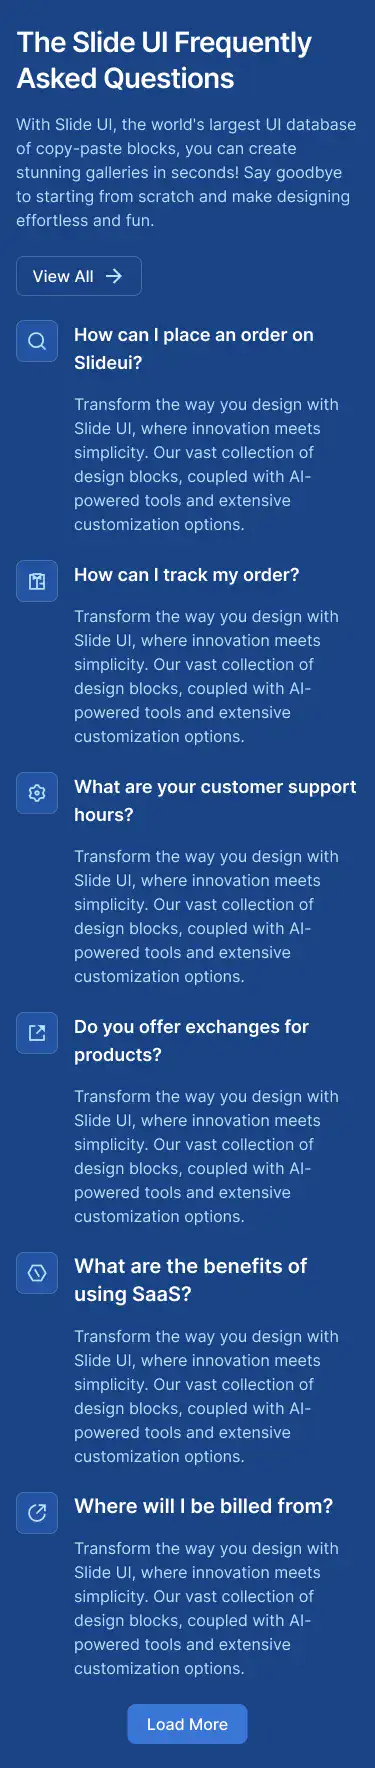 The Slide UI Frequently
Asked Questions
With Slide UI, the world's largest UI database
of copy-paste blocks, you can create
stunning galleries in seconds! Say goodbye
to starting from scratch and make designing
effortless and fun.
View All
How can I place an order on
Slideui?
Transform the way you design with
Slide UI, where innovation meets
simplicity. Our vast collection of
design blocks, coupled with AI-
powered tools and extensive
customization options.
How can I track my order?
Transform the way you design with
Slide UI, where innovation meets
simplicity. Our vast collection of
design blocks, coupled with AI-
powered tools and extensive
customization options.
What are your customer support
hours?
Transform the way you design with
Slide UI, where innovation meets
simplicity. Our vast collection of
design blocks, coupled with AI-
powered tools and extensive
customization options.
Do you offer exchanges for
products?
Transform the way you design with
Slide UI, where innovation meets
simplicity. Our vast collection of
design blocks, coupled with AI-
powered tools and extensive
customization options.
What are the benefits of
using SaaS?
Transform the way you design with
Slide UI, where innovation meets
simplicity. Our vast collection of
design blocks, coupled with AI-
powered tools and extensive
customization options.
Where will I be billed from?
Transform the way you design with
Slide UI, where innovation meets
simplicity. Our vast collection of
design blocks, coupled with AI-
powered tools and extensive
customization options.
Load More